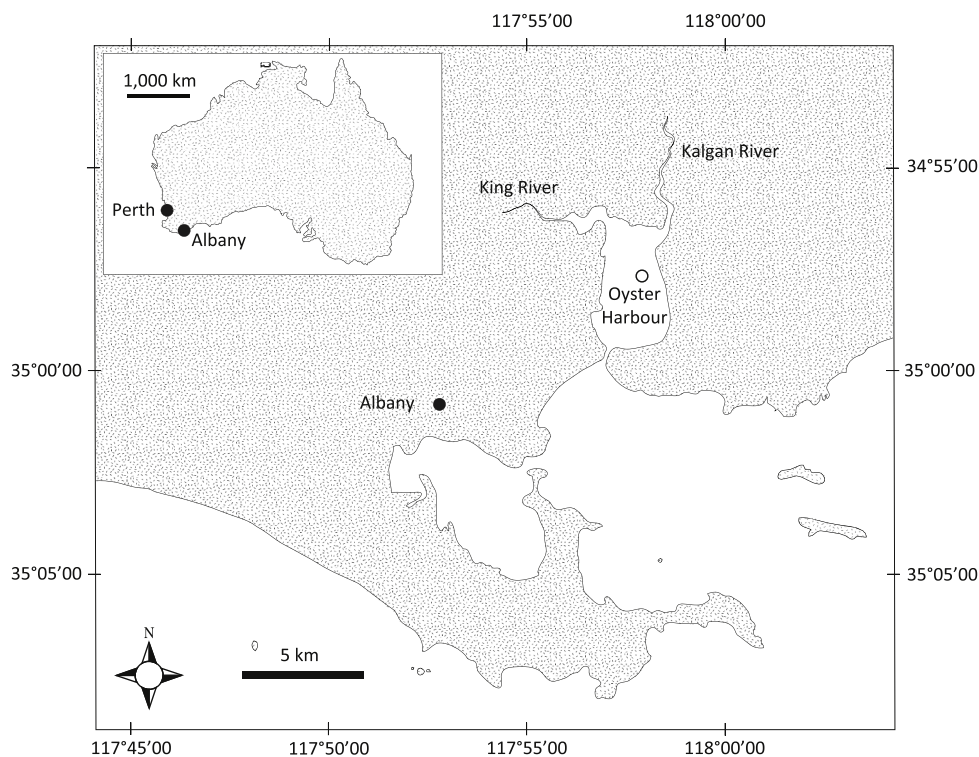 117°55’00 118°00’00
1,000 km
Kalgan River
34°55’00
King River
Perth
Albany
Oyster
Harbour
35°00’00 35°00’00
Albany
35°05’00 35°05’00
N
5 km
117°45’00 117°50’00 117°55’00 118°00’00